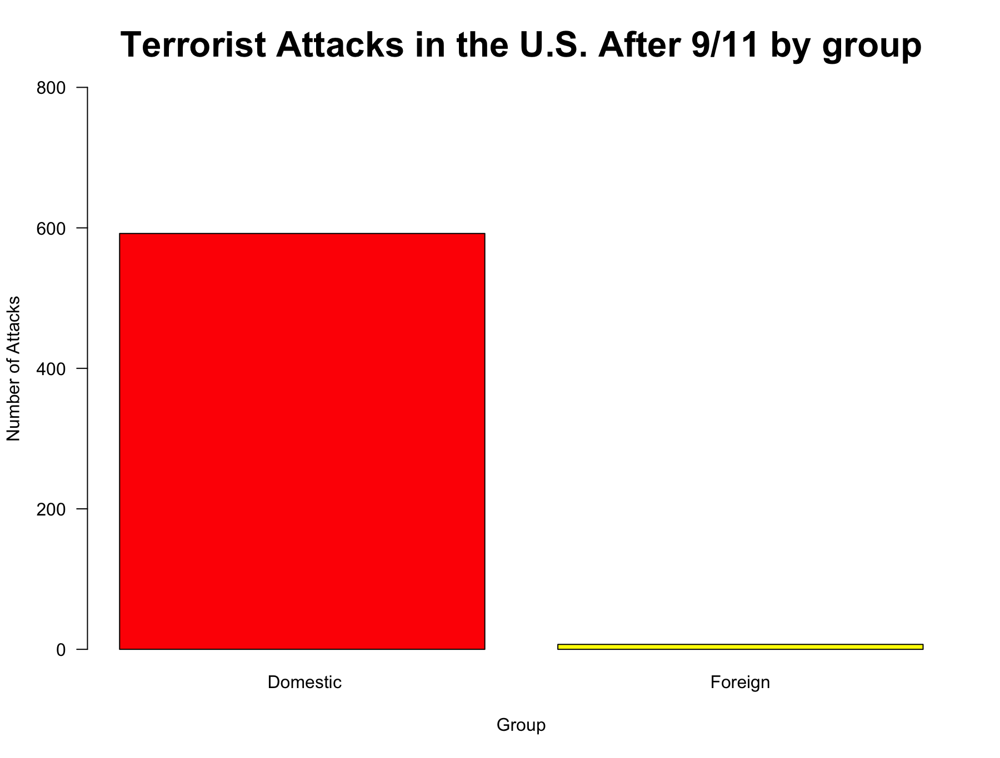 Terrorist Attacks in the U.S. After 9/11 by group
800
600
400
200
0
Number of Attacks
Domestic
Foreign
Group